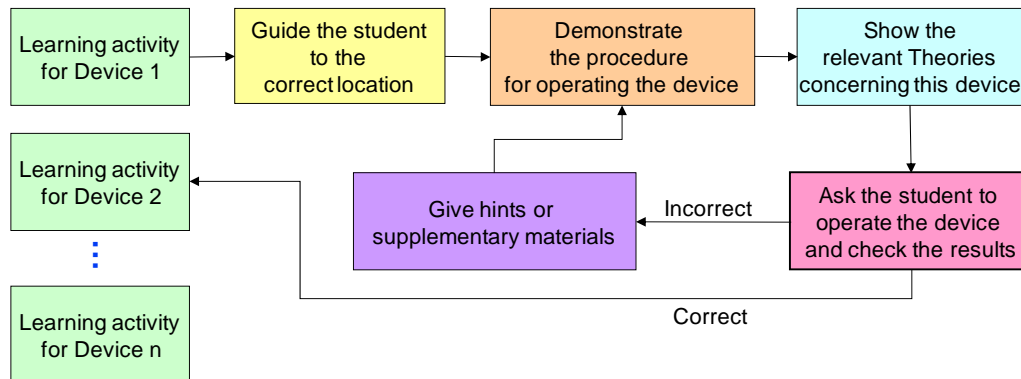 Learning activity
for Device 1
Guide the student
to the
correct location
Demonstrate
the procedure
for operating the device
Show the
relevant Theories
concerning this device
Learning activity
for Device 2
Give hints or
supplementary materials
Incorrect
Ask the student to
operate the device
and check the results
Correct
Learning activity
for Device n